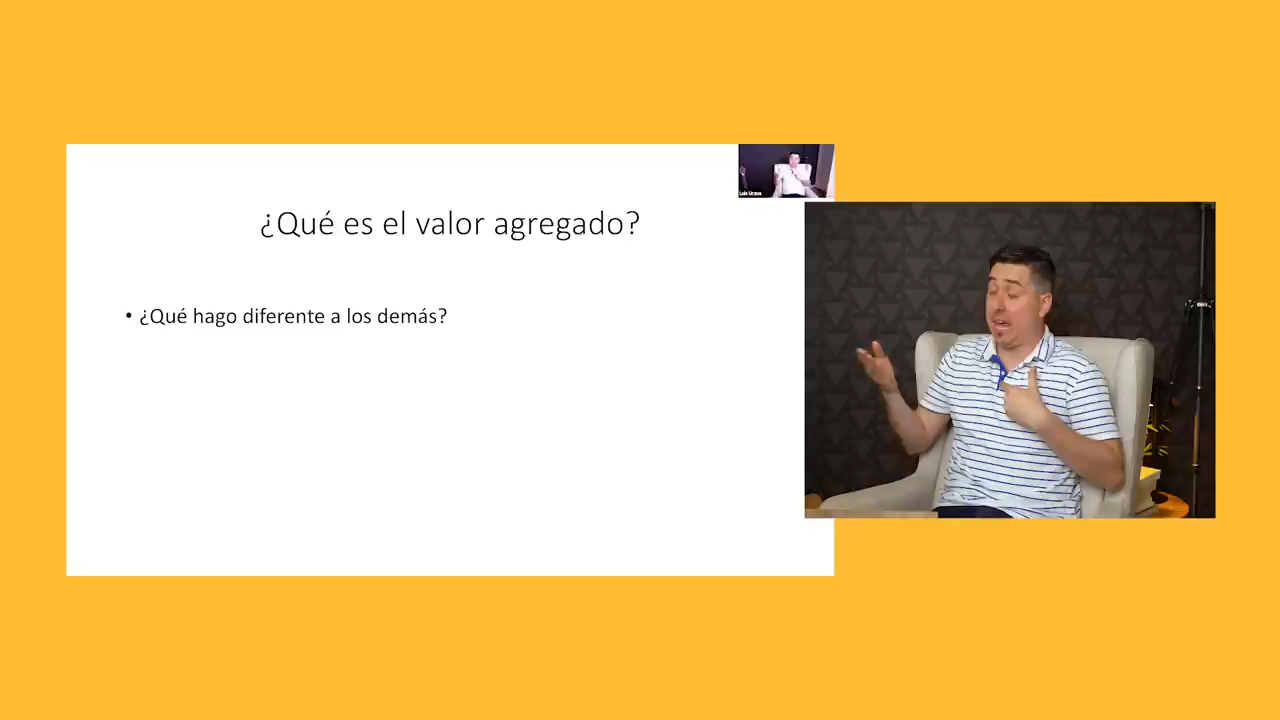 ¿Qué es el valor agregado?
• ¿Qué hago diferente a los demás?